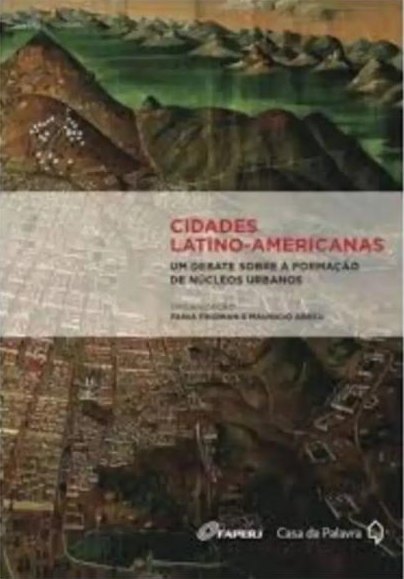 CIDADES
LATINO-AMERICANAS
UM DEBATE SOBRE A FORMAÇÃO
DE NÚCLEOS URBANOS
ORGANIZAÇÃO
FANIA FRIDMAN E MAURICIO ABREU
FAPERJ Casa da Palavra